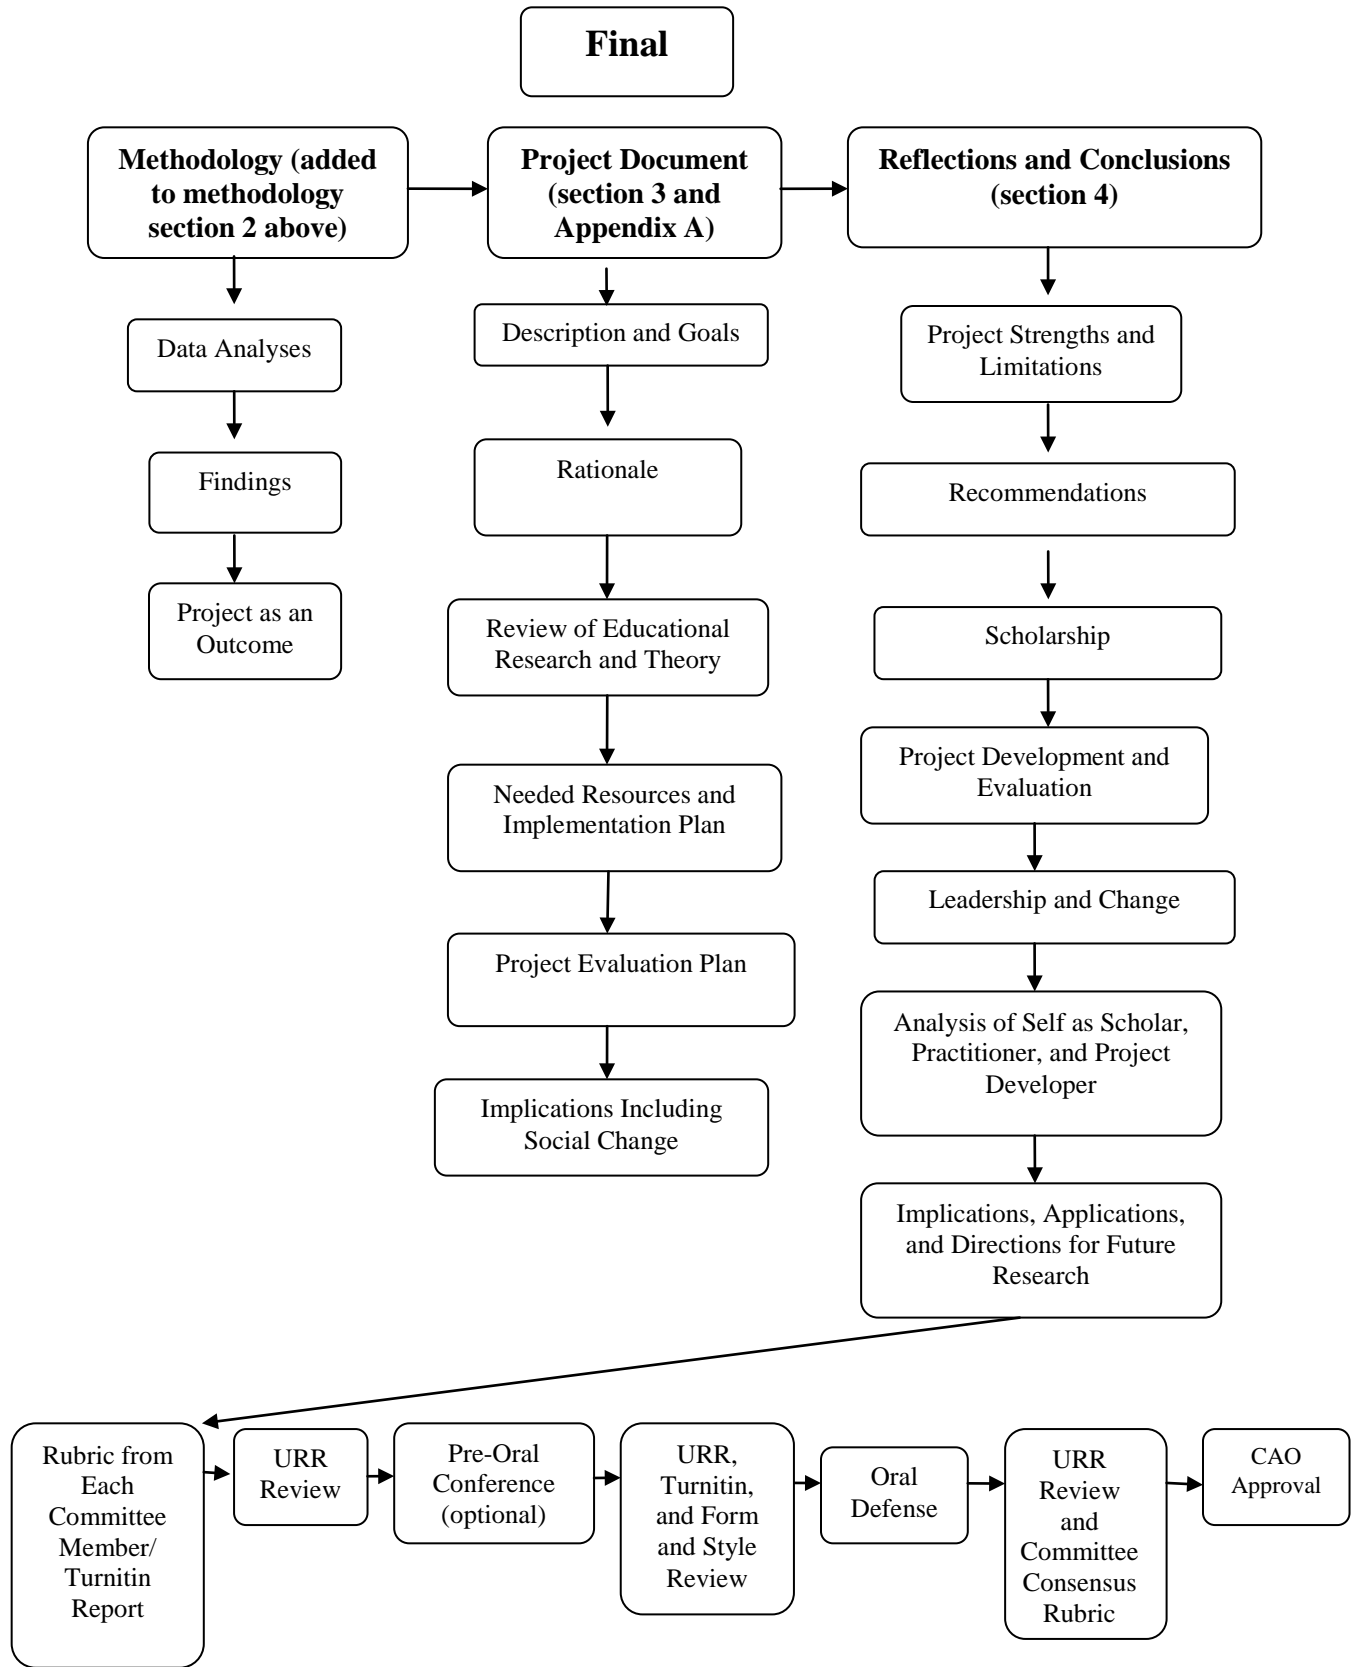 Final
Methodology (added
to methodology
section 2 above)
Project Document
(section 3 and
Appendix A)
Reflections and Conclusions
(section 4)
Data Analyses
Findings
Project as an
Outcome
Description and Goals
Rationale
Review of Educational
Research and Theory
Needed Resources and
Implementation Plan
Project Evaluation Plan
Implications Including
Social Change
Project Strengths and
Limitations
Recommendations
Scholarship
Project Development and
Evaluation
Leadership and Change
Analysis of Self as Scholar,
Practitioner, and Project
Developer
Implications, Applications,
and Directions for Future
Research
Rubric from
Each
Committee
Member/
Turnitin
Report
URR
Review
Pre-Oral
Conference
(optional)
URR,
Turnitin,
and Form
and Style
Review
Oral
Defense
URR
Review
and
Committee
Consensus
Rubric
CAO
Approval